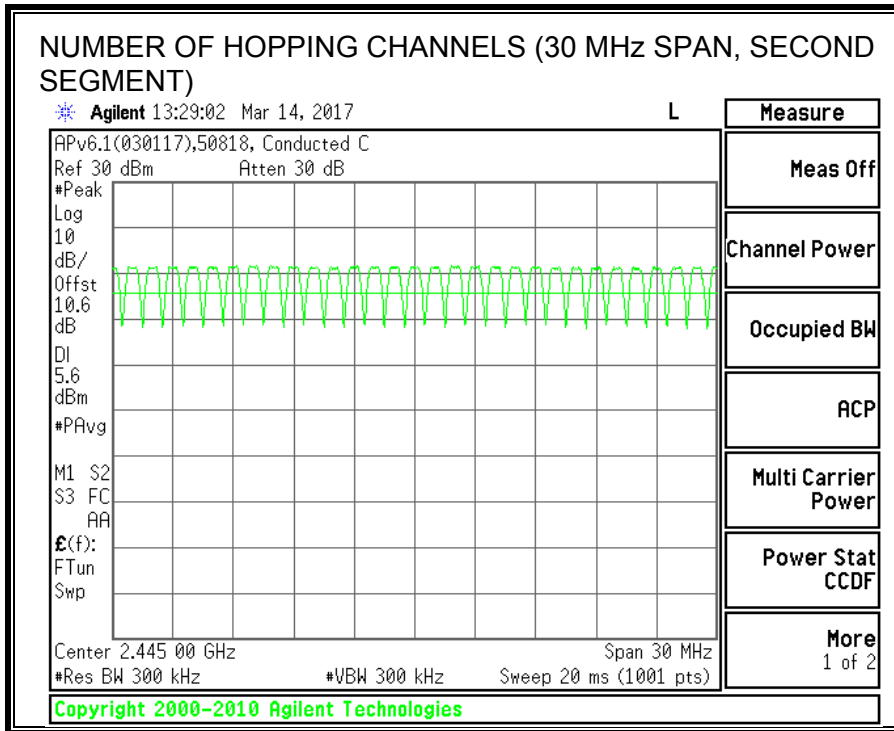 NUMBER OF HOPPING CHANNELS (30 MHz SPAN, SECOND
SEGMENT)
Agilent 13:29:02 Mar 14, 2017 L
APv6.1(030117),50818, Conducted C
Ref 30 dBm Atten 30 dB
#Peak
Log
10
dB/
Offst
10.6
dB
DI
5.6
dBm
#PAvg
M1 S2
S3 FC
AA
£(f):
FTun
Swp
Center 2.445 00 GHz Span 30 MHz
#Res BW 300 kHz #VBW 300 kHz Sweep 20 ms (1001 pts)
Copyright 2000-2010 Agilent Technologies
Measure
Meas Off
Channel Power
Occupied BW
ACP
Multi Carrier
Power
Power Stat
CCDF
More
1 of 2